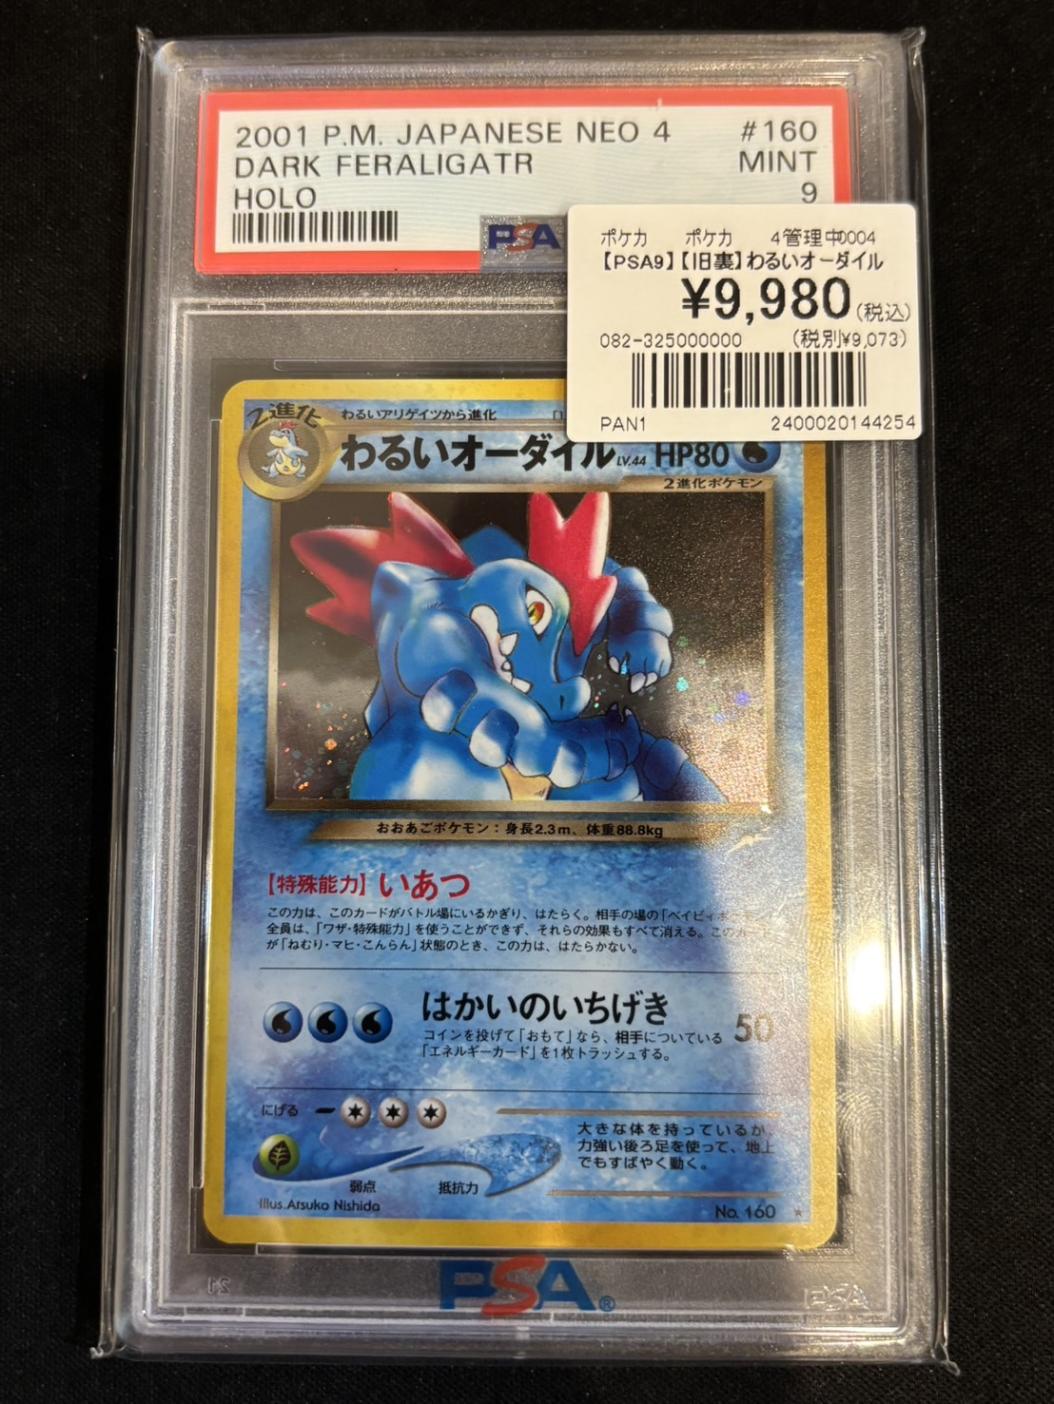 2001 P.M. JAPANESE NEO 4 #160
DARK FERALIGATR MINT
HOLO 9
PSA
ポケカ ポケカ 4管理中0004
【PSA9】【旧裏】わるいオーダイル
¥9,980(税込)
082-325000000 (税別¥9,073)
PAN1 2400020144254
2進化
わるいアリゲイツから進化
わるいオーダイル LV.44 HP80
2進化ポケモン
おおあごポケモン：身長2.3m、体重88.8kg
【特殊能力】いあつ
この力は、このカードがバトル場にいるかぎり、はたらく。相手の場の「ベイビィポケモン」
全員は、「ワザ・特殊能力」を使うことができず、それらの効果もすべて消える。このカード
が「ねむり・マヒ・こんらん」状態のとき、この力は、はたらかない。
はかいのいちげき 50
コインを投げて「おもて」なら、相手についている
「エネルギーカード」を1枚トラッシュする。
にげる
大きな体を持っているが、
力強い後ろ足を使って、地上
でもすばやく動く。
弱点 抵抗力
Illus.Atsuko Nishida No. 160 ★
PSA®
PSA